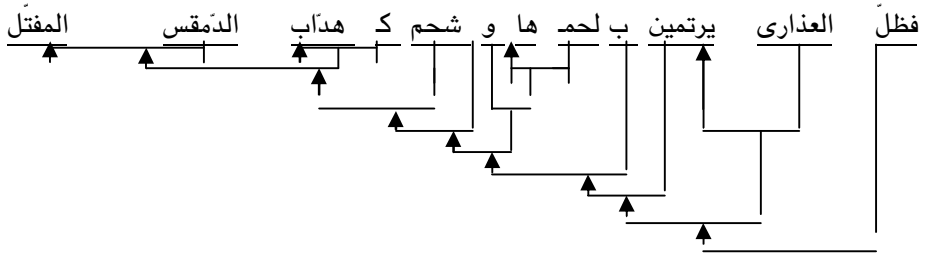 فظلّ العذارى يرتمين ب لحمـ ها و شحم كـ هدّاب الدّمقس المفتّل